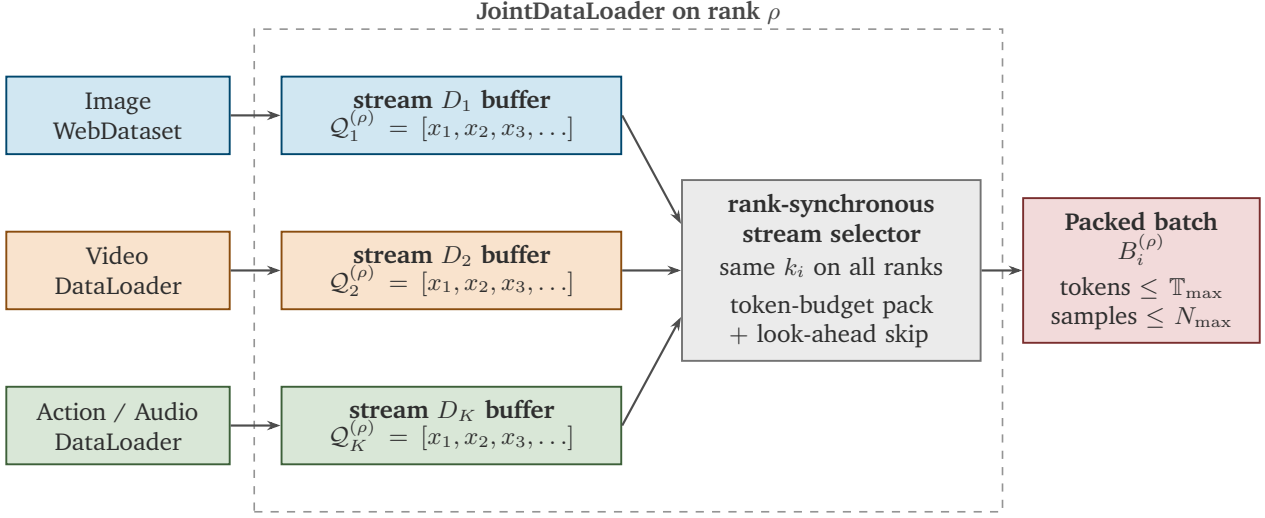 JointDataLoader on rank ρ
Image
WebDataset
stream D₁ buffer
𝒬₁⁽ᵖ⁾ = [x₁, x₂, x₃, …]
Video
DataLoader
stream D₂ buffer
𝒬₂⁽ᵖ⁾ = [x₁, x₂, x₃, …]
Action / Audio
DataLoader
stream D_K buffer
𝒬_K⁽ᵖ⁾ = [x₁, x₂, x₃, …]
rank-synchronous
stream selector
same kᵢ on all ranks
token-budget pack
+ look-ahead skip
Packed batch
Bᵢ⁽ᵖ⁾
tokens ≤ 𝕋_max
samples ≤ N_max